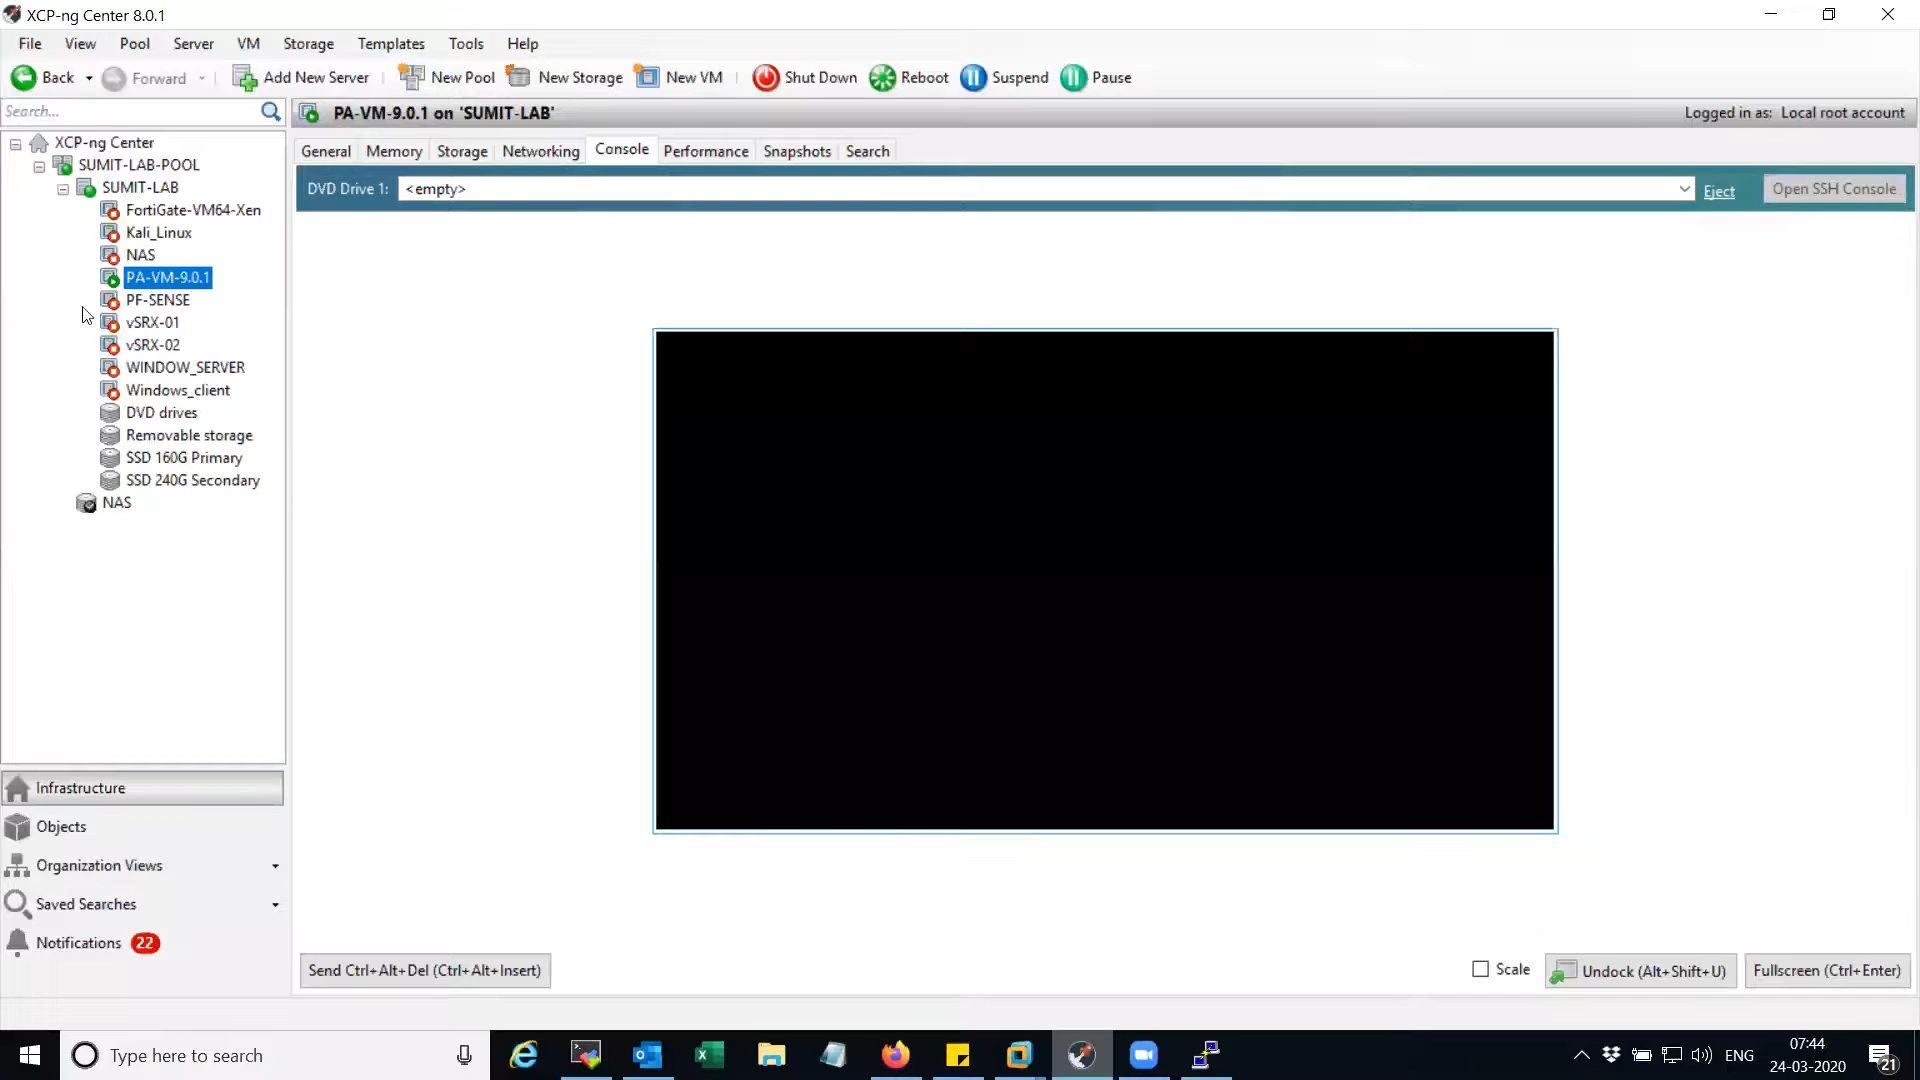 XCP-ng Center 8.0.1
File View Pool Server VM Storage Templates Tools Help
Back Forward Add New Server New Pool New Storage New VM Shut Down Reboot Suspend Pause
Search...
PA-VM-9.0.1 on 'SUMIT-LAB'
Logged in as: Local root account
XCP-ng Center
SUMIT-LAB-POOL
SUMIT-LAB
FortiGate-VM64-Xen
Kali_Linux
NAS
PA-VM-9.0.1
PF-SENSE
vSRX-01
vSRX-02
WINDOW_SERVER
Windows_client
DVD drives
Removable storage
SSD 160G Primary
SSD 240G Secondary
NAS
General Memory Storage Networking Console Performance Snapshots Search
DVD Drive 1: <empty> Eject Open SSH Console
Infrastructure
Objects
Organization Views
Saved Searches
Notifications 22
Send Ctrl+Alt+Del (Ctrl+Alt+Insert)
Scale Undock (Alt+Shift+U) Fullscreen (Ctrl+Enter)
Type here to search
ENG
07:44
24-03-2020
21